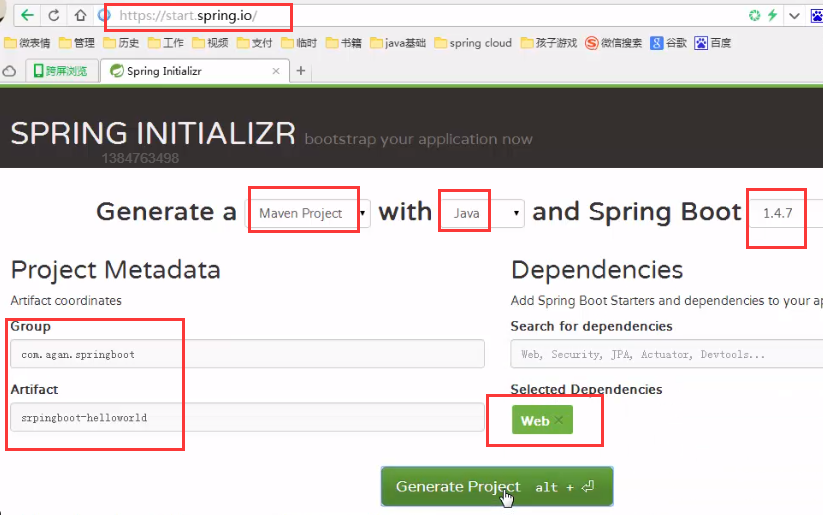 https://start.spring.io/
微表情 管理 历史 工作 视频 支付 临时 书籍 java基础 spring cloud 孩子游戏 微信搜索 谷歌 百度
跨屏浏览 Spring Initializr
SPRING INITIALIZR bootstrap your application now
1384763498
Generate a Maven Project with Java and Spring Boot 1.4.7
Project Metadata
Artifact coordinates
Group
com.agan.springboot
Artifact
srpingboot-helloworld
Dependencies
Add Spring Boot Starters and dependencies to your
Search for dependencies
Web, Security, JPA, Actuator, Devtools...
Selected Dependencies
Web
Generate Project alt + ⏎